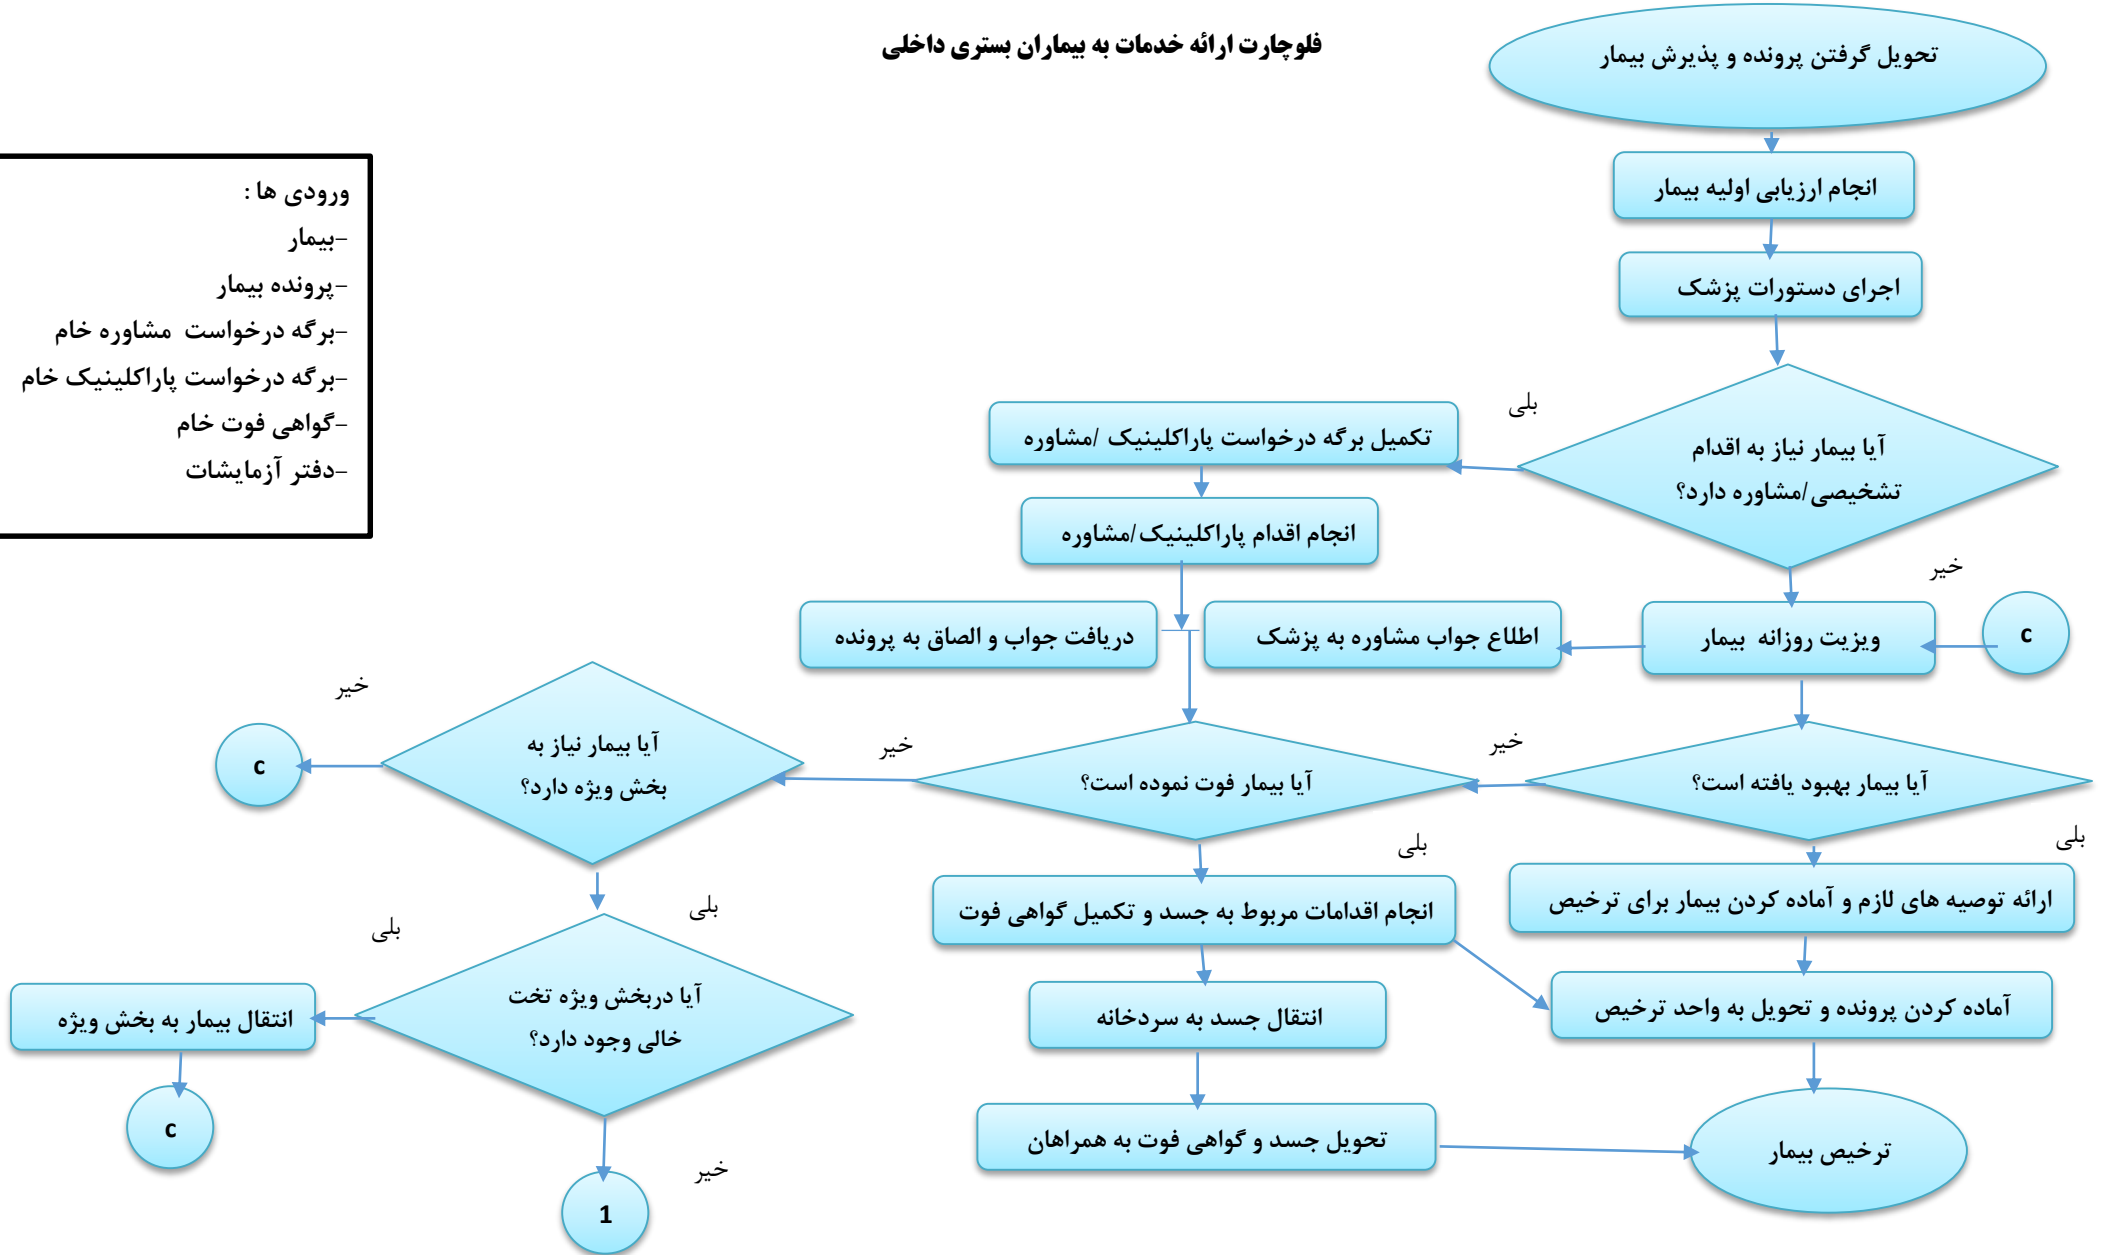 فلوچارت ارائه خدمات به بیماران بستری داخلی
تحویل گرفتن پرونده و پذیرش بیمار
انجام ارزیابی اولیه بیمار
اجرای دستورات پزشک
ورودی ها :
-بیمار
-پرونده بیمار
-برگه درخواست مشاوره خام
-برگه درخواست پاراکلینیک خام
-گواهی فوت خام
-دفتر آزمایشات
آیا بیمار نیاز به اقدام
تشخیصی/مشاوره دارد؟
بلی
تکمیل برگه درخواست پاراکلینیک /مشاوره
انجام اقدام پاراکلینیک/مشاوره
خیر
c
ویزیت روزانه بیمار
اطلاع جواب مشاوره به پزشک
دریافت جواب و الصاق به پرونده
آیا بیمار بهبود یافته است؟
خیر
آیا بیمار فوت نموده است؟
خیر
آیا بیمار نیاز به
بخش ویژه دارد؟
خیر
c
بلی
ارائه توصیه های لازم و آماده کردن بیمار برای ترخیص
بلی
انجام اقدامات مربوط به جسد و تکمیل گواهی فوت
بلی
آیا دربخش ویژه تخت
خالی وجود دارد؟
بلی
انتقال بیمار به بخش ویژه
آماده کردن پرونده و تحویل به واحد ترخیص
انتقال جسد به سردخانه
c
ترخیص بیمار
تحویل جسد و گواهی فوت به همراهان
خیر
1